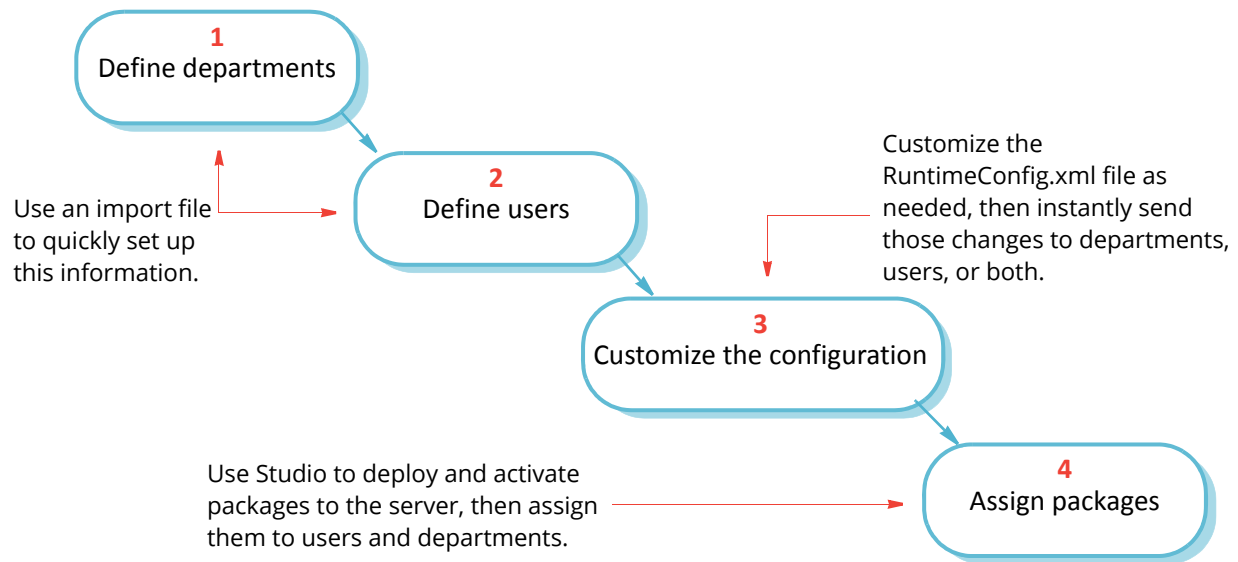 1
Define departments
Use an import file
to quickly set up
this information.
2
Define users
Customize the
RuntimeConfig.xml file as
needed, then instantly send
those changes to departments,
users, or both.
3
Customize the configuration
Use Studio to deploy and activate
packages to the server, then assign
them to users and departments.
4
Assign packages